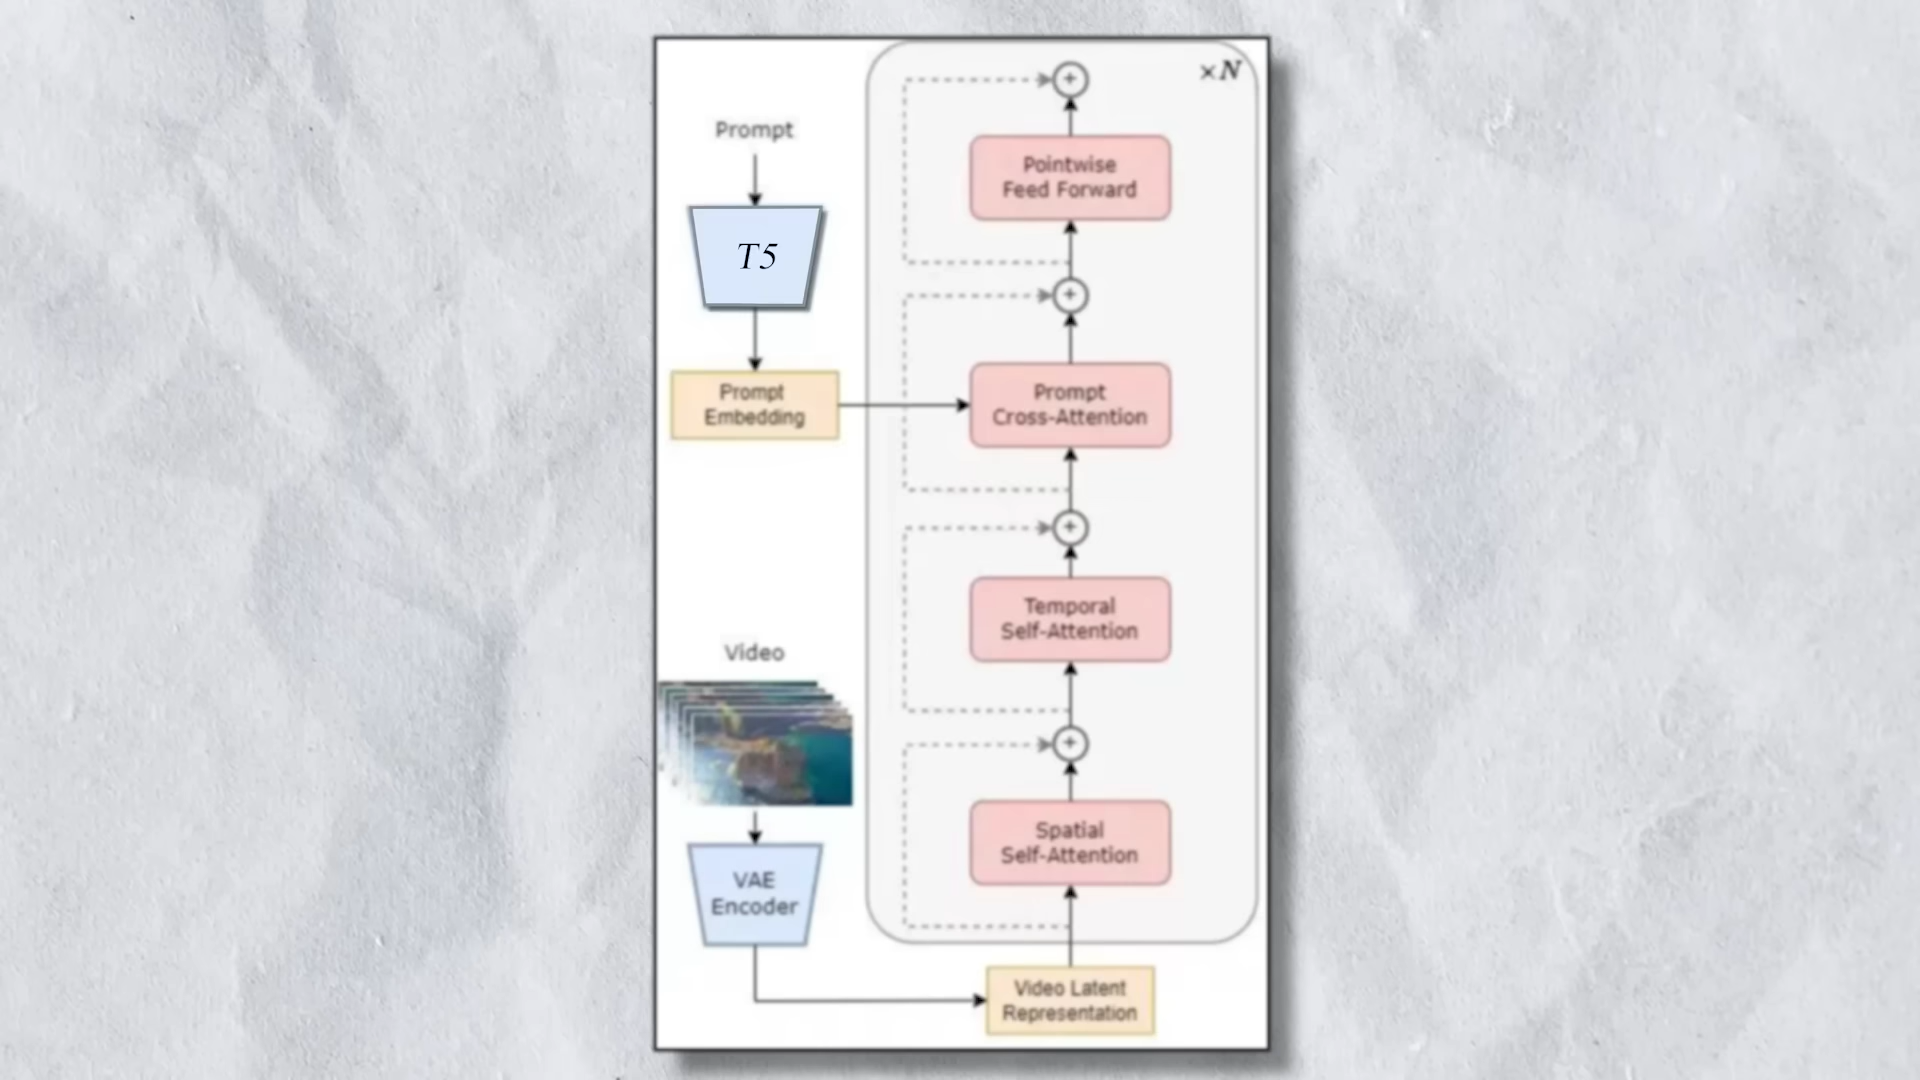 ×N
Prompt
T5
Prompt
Embedding
Pointwise
Feed Forward
Prompt
Cross-Attention
Temporal
Self-Attention
Spatial
Self-Attention
Video
VAE
Encoder
Video Latent
Representation